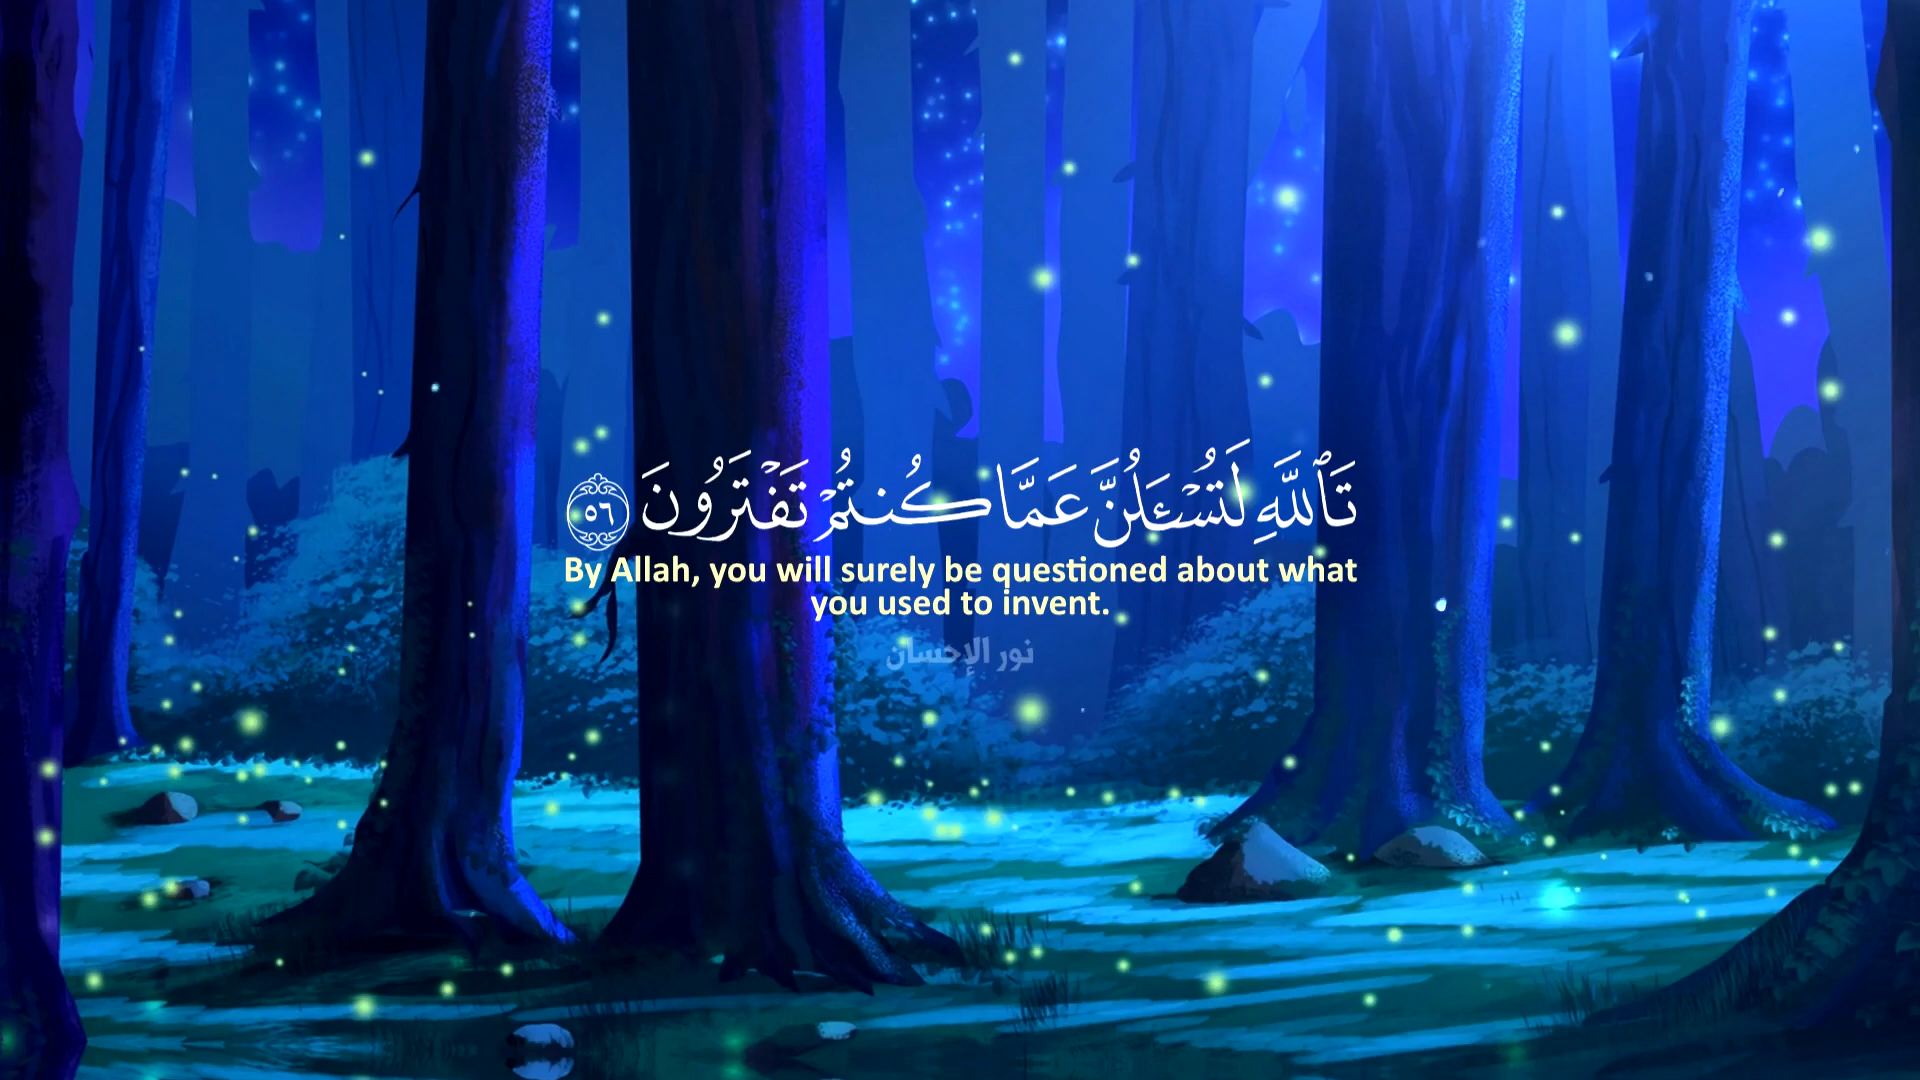 تَٱللَّهِ لَتُسْـَٔلُنَّ عَمَّا كُنتُمْ تَفْتَرُونَ ٥٦
By Allah, you will surely be questioned about what
you used to invent.
نور الإحسان